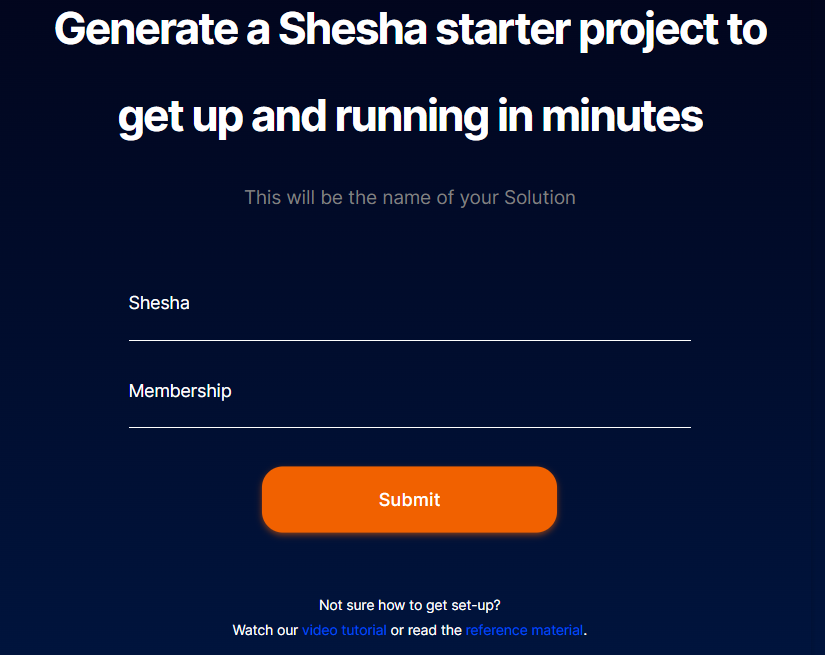 Generate a Shesha starter project to
get up and running in minutes
This will be the name of your Solution
Shesha
Membership
Submit
Not sure how to get set-up?
Watch our video tutorial or read the reference material.